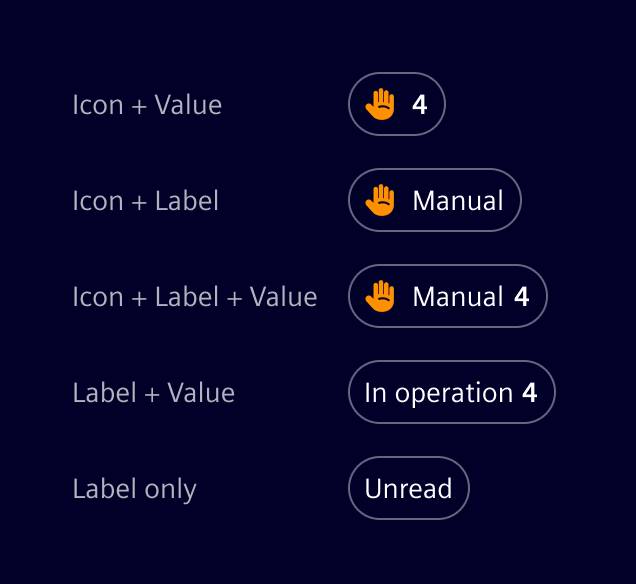 Icon + Value 4
Icon + Label Manual
Icon + Label + Value Manual 4
Label + Value In operation 4
Label only Unread